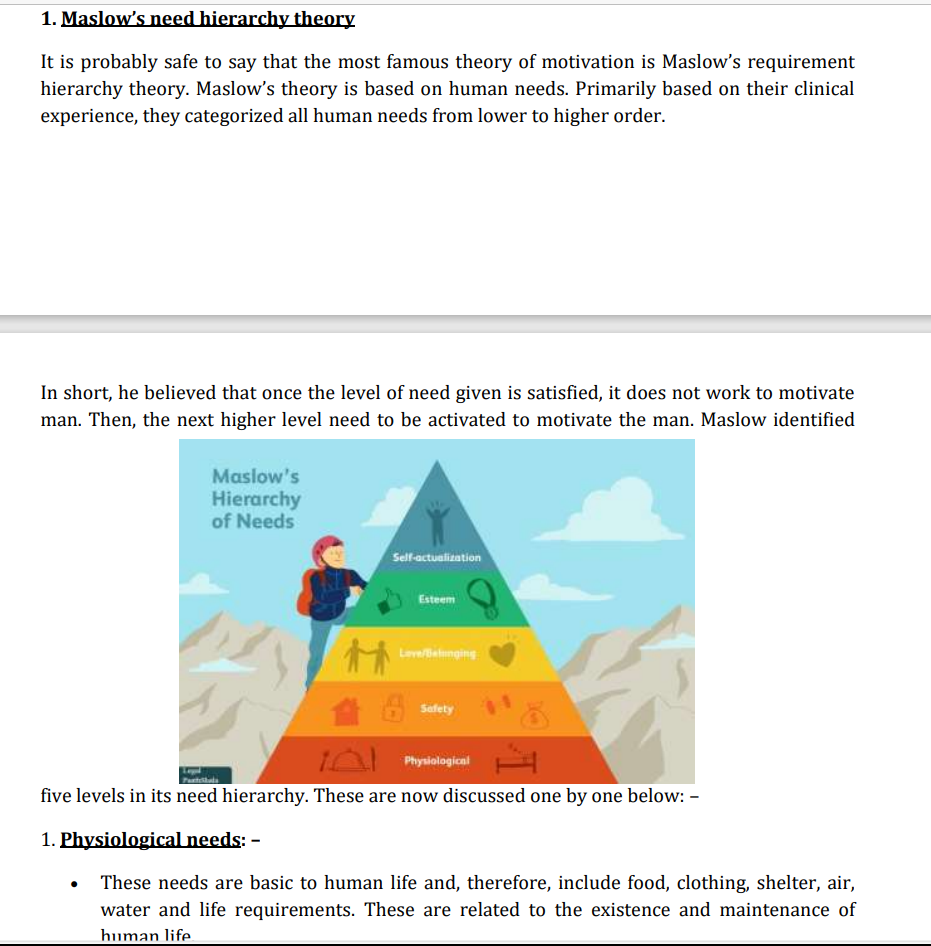 1. Maslow's need hierarchy theory
It is probably safe to say that the most famous theory of motivation is Maslow's requirement
hierarchy theory. Maslow's theory is based on human needs. Primarily based on their clinical
experience, they categorized all human needs from lower to higher order.
In short, he believed that once the level of need given is satisfied, it does not work to motivate
man. Then, the next higher level need to be activated to motivate the man. Maslow identified
Maslow's
Hierarchy
of Needs
Self-actualization
Esteem
Love/Belonging
Safety
Physiological
Legal
five levels in its need hierarchy. These are now discussed one by one below: –
1. Physiological needs: –
• These needs are basic to human life and, therefore, include food, clothing, shelter, air,
water and life requirements. These are related to the existence and maintenance of
human life